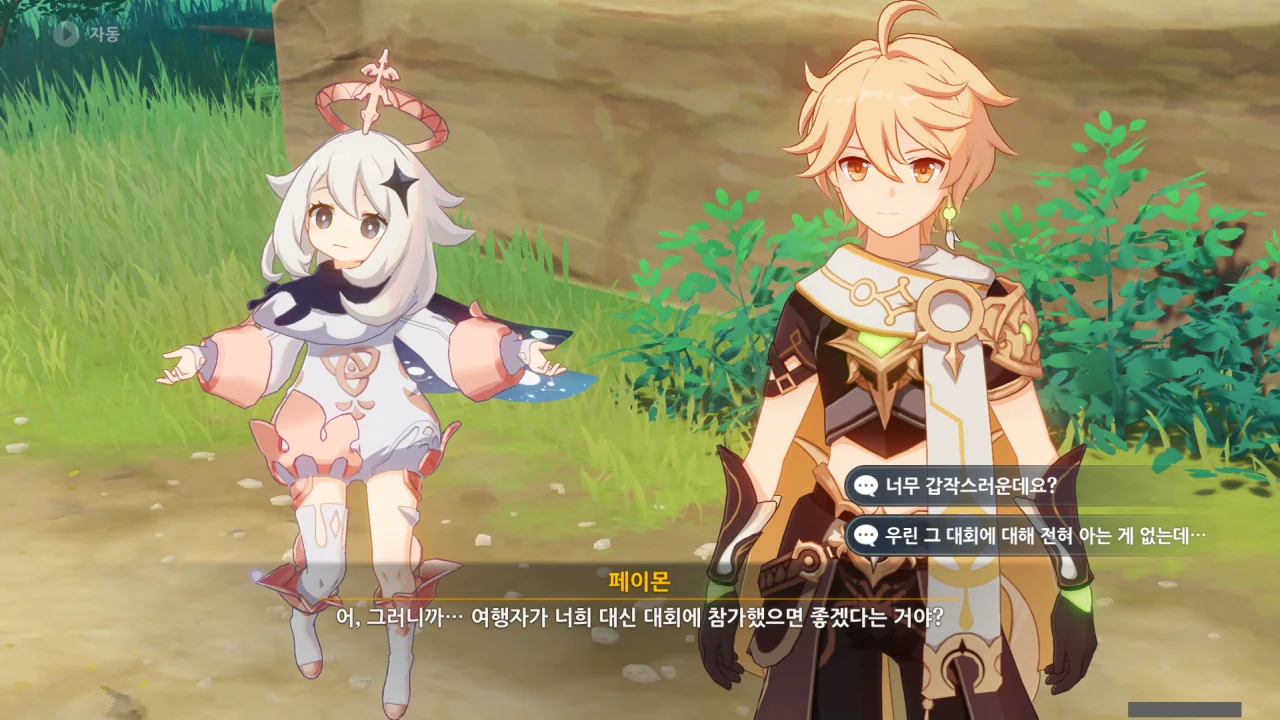 자동
너무 갑작스러운데요?
우린 그 대회에 대해 전혀 아는 게 없는데…
페이몬
어, 그러니까… 여행자가 너희 대신 대회에 참가했으면 좋겠다는 거야?